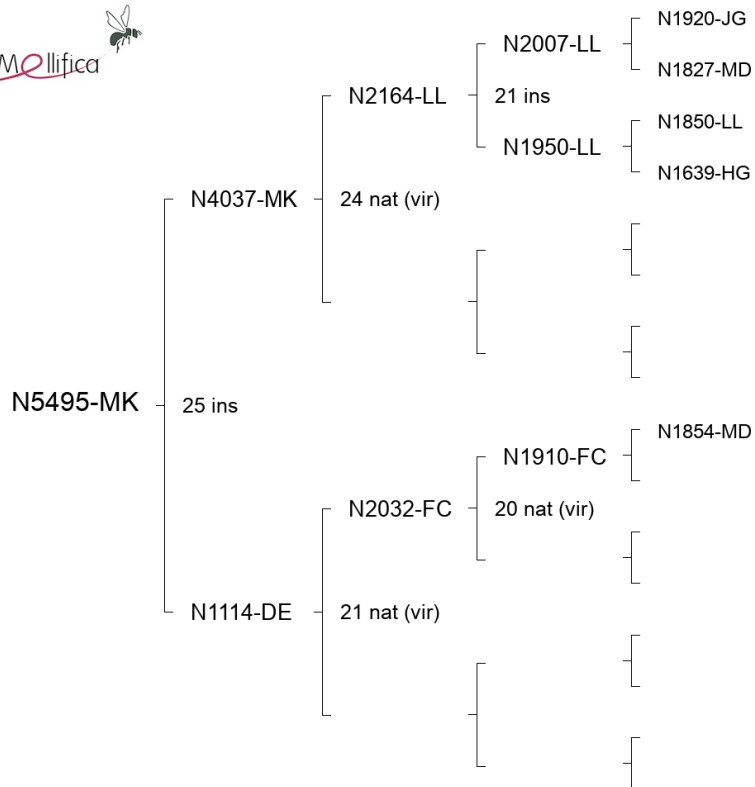 Mellifica
N1920-JG
N2007-LL
N1827-MD
N2164-LL
21 ins
N1850-LL
N1950-LL
N1639-HG
N4037-MK
24 nat (vir)
N5495-MK
25 ins
N1854-MD
N1910-FC
N2032-FC
20 nat (vir)
N1114-DE
21 nat (vir)